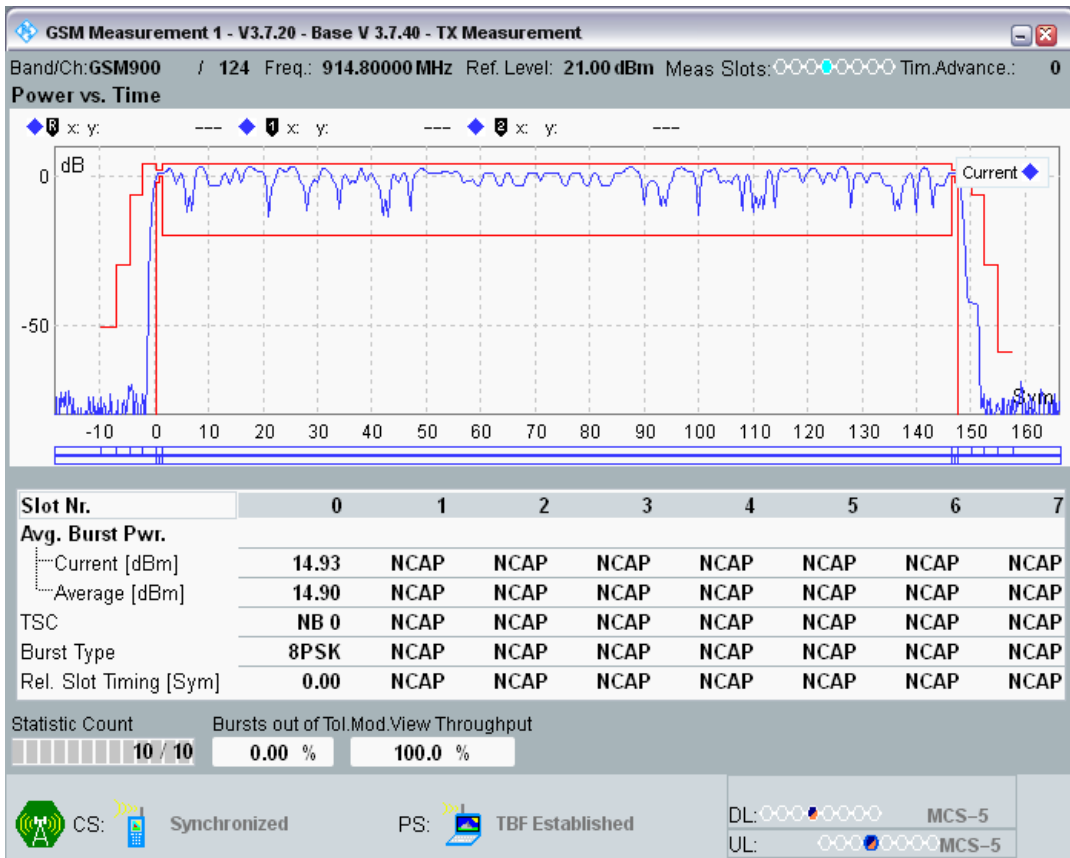 GSM Measurement 1 - V3.7.20 - Base V 3.7.40 - TX Measurement
Band/Ch:GSM900 / 124 Freq.: 914.80000 MHz Ref. Level: 21.00 dBm Meas Slots: Tim.Advance.: 0
Power vs. Time
R x: y: --- 1 x: y: --- 2 x: y: ---
dB
Current
0
-50
Sym
-10 0 10 20 30 40 50 60 70 80 90 100 110 120 130 140 150 160
Slot Nr. 0 1 2 3 4 5 6 7
Avg. Burst Pwr.
Current [dBm] 14.93 NCAP NCAP NCAP NCAP NCAP NCAP NCAP
Average [dBm] 14.90 NCAP NCAP NCAP NCAP NCAP NCAP NCAP
TSC NB 0 NCAP NCAP NCAP NCAP NCAP NCAP NCAP
Burst Type 8PSK NCAP NCAP NCAP NCAP NCAP NCAP NCAP
Rel. Slot Timing [Sym] 0.00 NCAP NCAP NCAP NCAP NCAP NCAP NCAP
Statistic Count Bursts out of Tol.Mod.View Throughput
10 / 10 0.00 % 100.0 %
CS: Synchronized PS: TBF Established
DL: MCS-5
UL: MCS-5